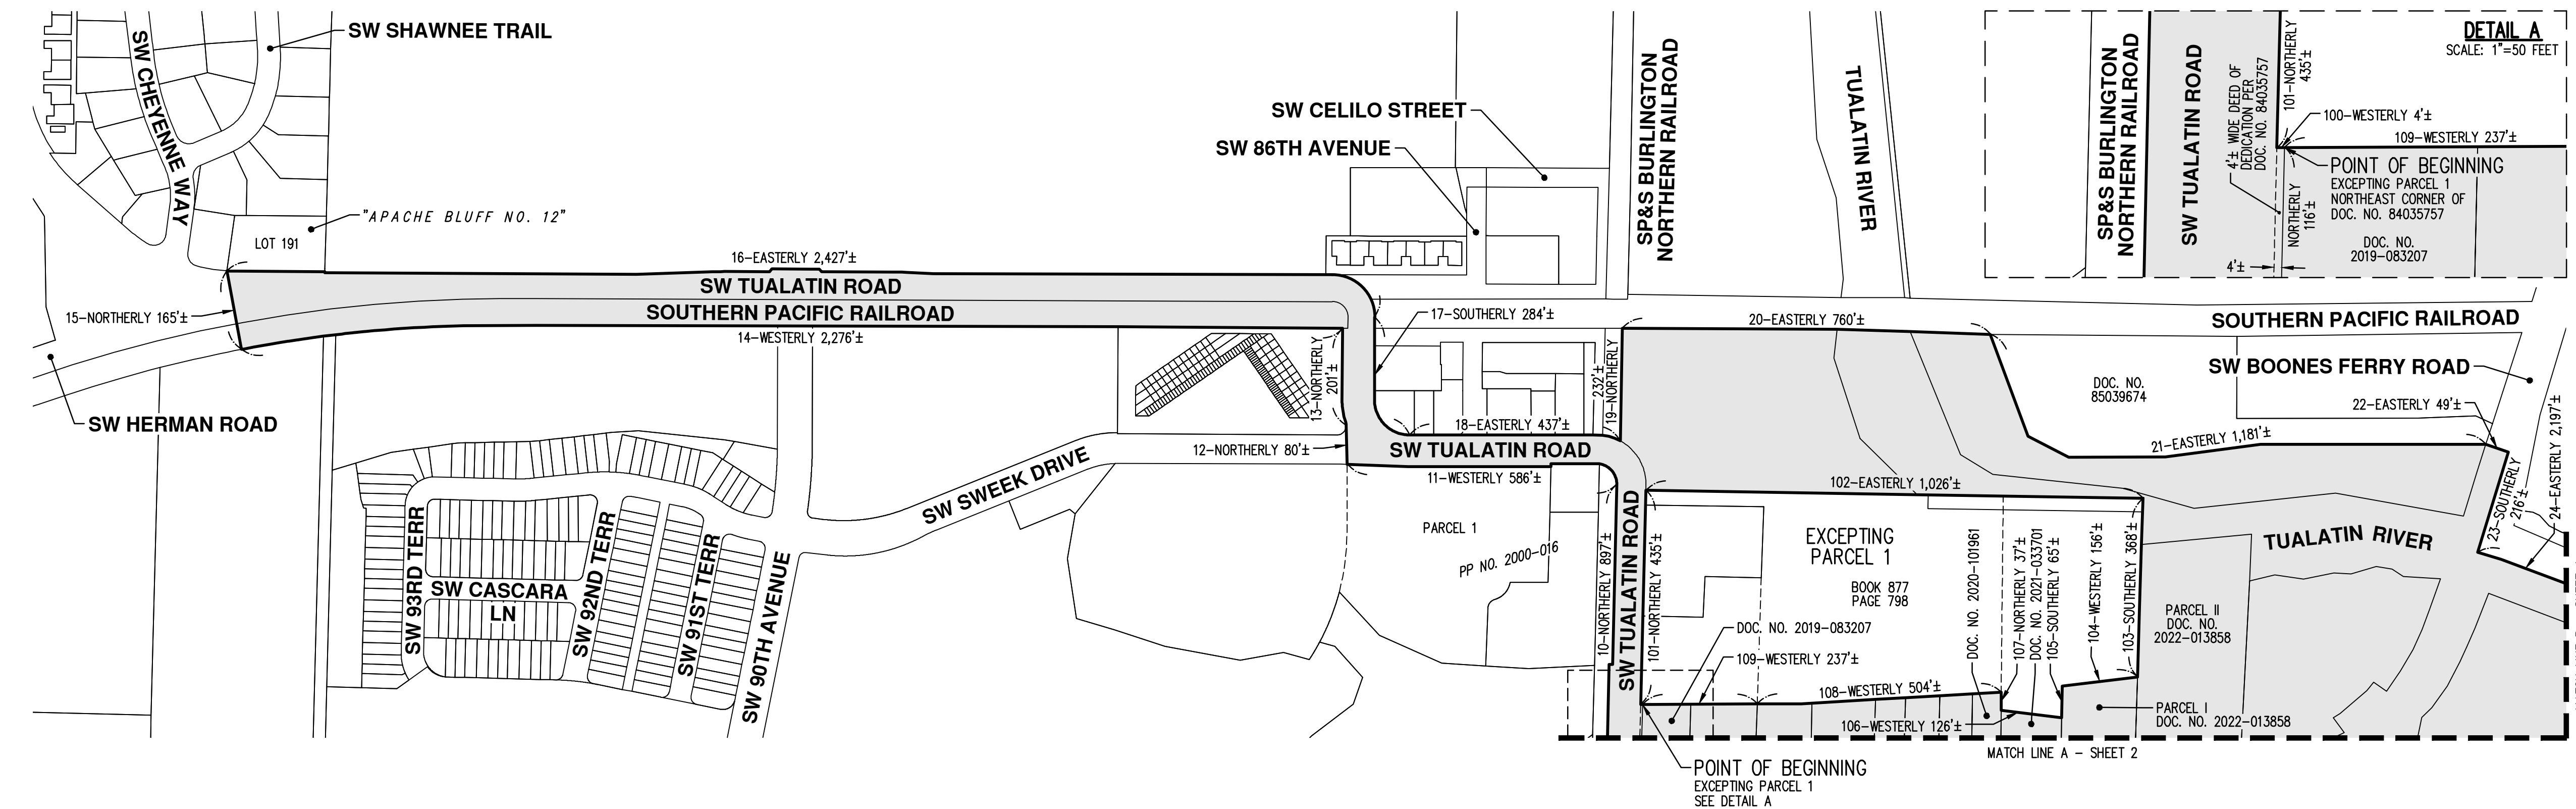 SW SHAWNEE TRAIL
SW CHEYENNE WAY
"APACHE BLUFF NO. 12"
LOT 191
16-EASTERLY 2,427'±
SW TUALATIN ROAD
SOUTHERN PACIFIC RAILROAD
15-NORTHERLY 165'±
14-WESTERLY 2,276'±
SW HERMAN ROAD
SW CELILO STREET
SW 86TH AVENUE
SP&S BURLINGTON
NORTHERN RAILROAD
TUALATIN RIVER
13-NORTHERLY
201'±
17-SOUTHERLY 284'±
18-EASTERLY 437'±
232'±
19-NORTHERLY
20-EASTERLY 760'±
12-NORTHERLY 80'±
SW TUALATIN ROAD
11-WESTERLY 586'±
SW SWEEK DRIVE
SW 93RD TERR
SW CASCARA
LN
SW 92ND TERR
SW 91ST TERR
SW 90TH AVENUE
PARCEL 1
PP NO. 2000-016
10-NORTHERLY 897'±
SW TUALATIN ROAD
101-NORTHERLY 435'±
102-EASTERLY 1,026'±
EXCEPTING
PARCEL 1
BOOK 877
PAGE 798
DOC. NO. 2019-083207
109-WESTERLY 237'±
108-WESTERLY 504'±
106-WESTERLY 126'±
DOC. NO. 2020-101961
107-NORTHERLY 37'±
DOC. NO. 2021-033701
105-SOUTHERLY 65'±
104-WESTERLY 156'±
103-SOUTHERLY 368'±
PARCEL I
DOC. NO. 2022-013858
PARCEL II
DOC. NO.
2022-013858
TUALATIN RIVER
SOUTHERN PACIFIC RAILROAD
SW BOONES FERRY ROAD
DOC. NO.
85039674
22-EASTERLY 49'±
21-EASTERLY 1,181'±
23-SOUTHERLY
216'±
24-EASTERLY 2,197'±
MATCH LINE A - SHEET 2
POINT OF BEGINNING
EXCEPTING PARCEL 1
SEE DETAIL A
DETAIL A
SCALE: 1"=50 FEET
SP&S BURLINGTON
NORTHERN RAILROAD
SW TUALATIN ROAD
4'± WIDE DEED OF
DEDICATION PER
DOC. NO. 84035757
101-NORTHERLY
435'±
100-WESTERLY 4'±
109-WESTERLY 237'±
POINT OF BEGINNING
EXCEPTING PARCEL 1
NORTHEAST CORNER OF
DOC. NO. 84035757
NORTHERLY
116'±
DOC. NO.
2019-083207
4'±